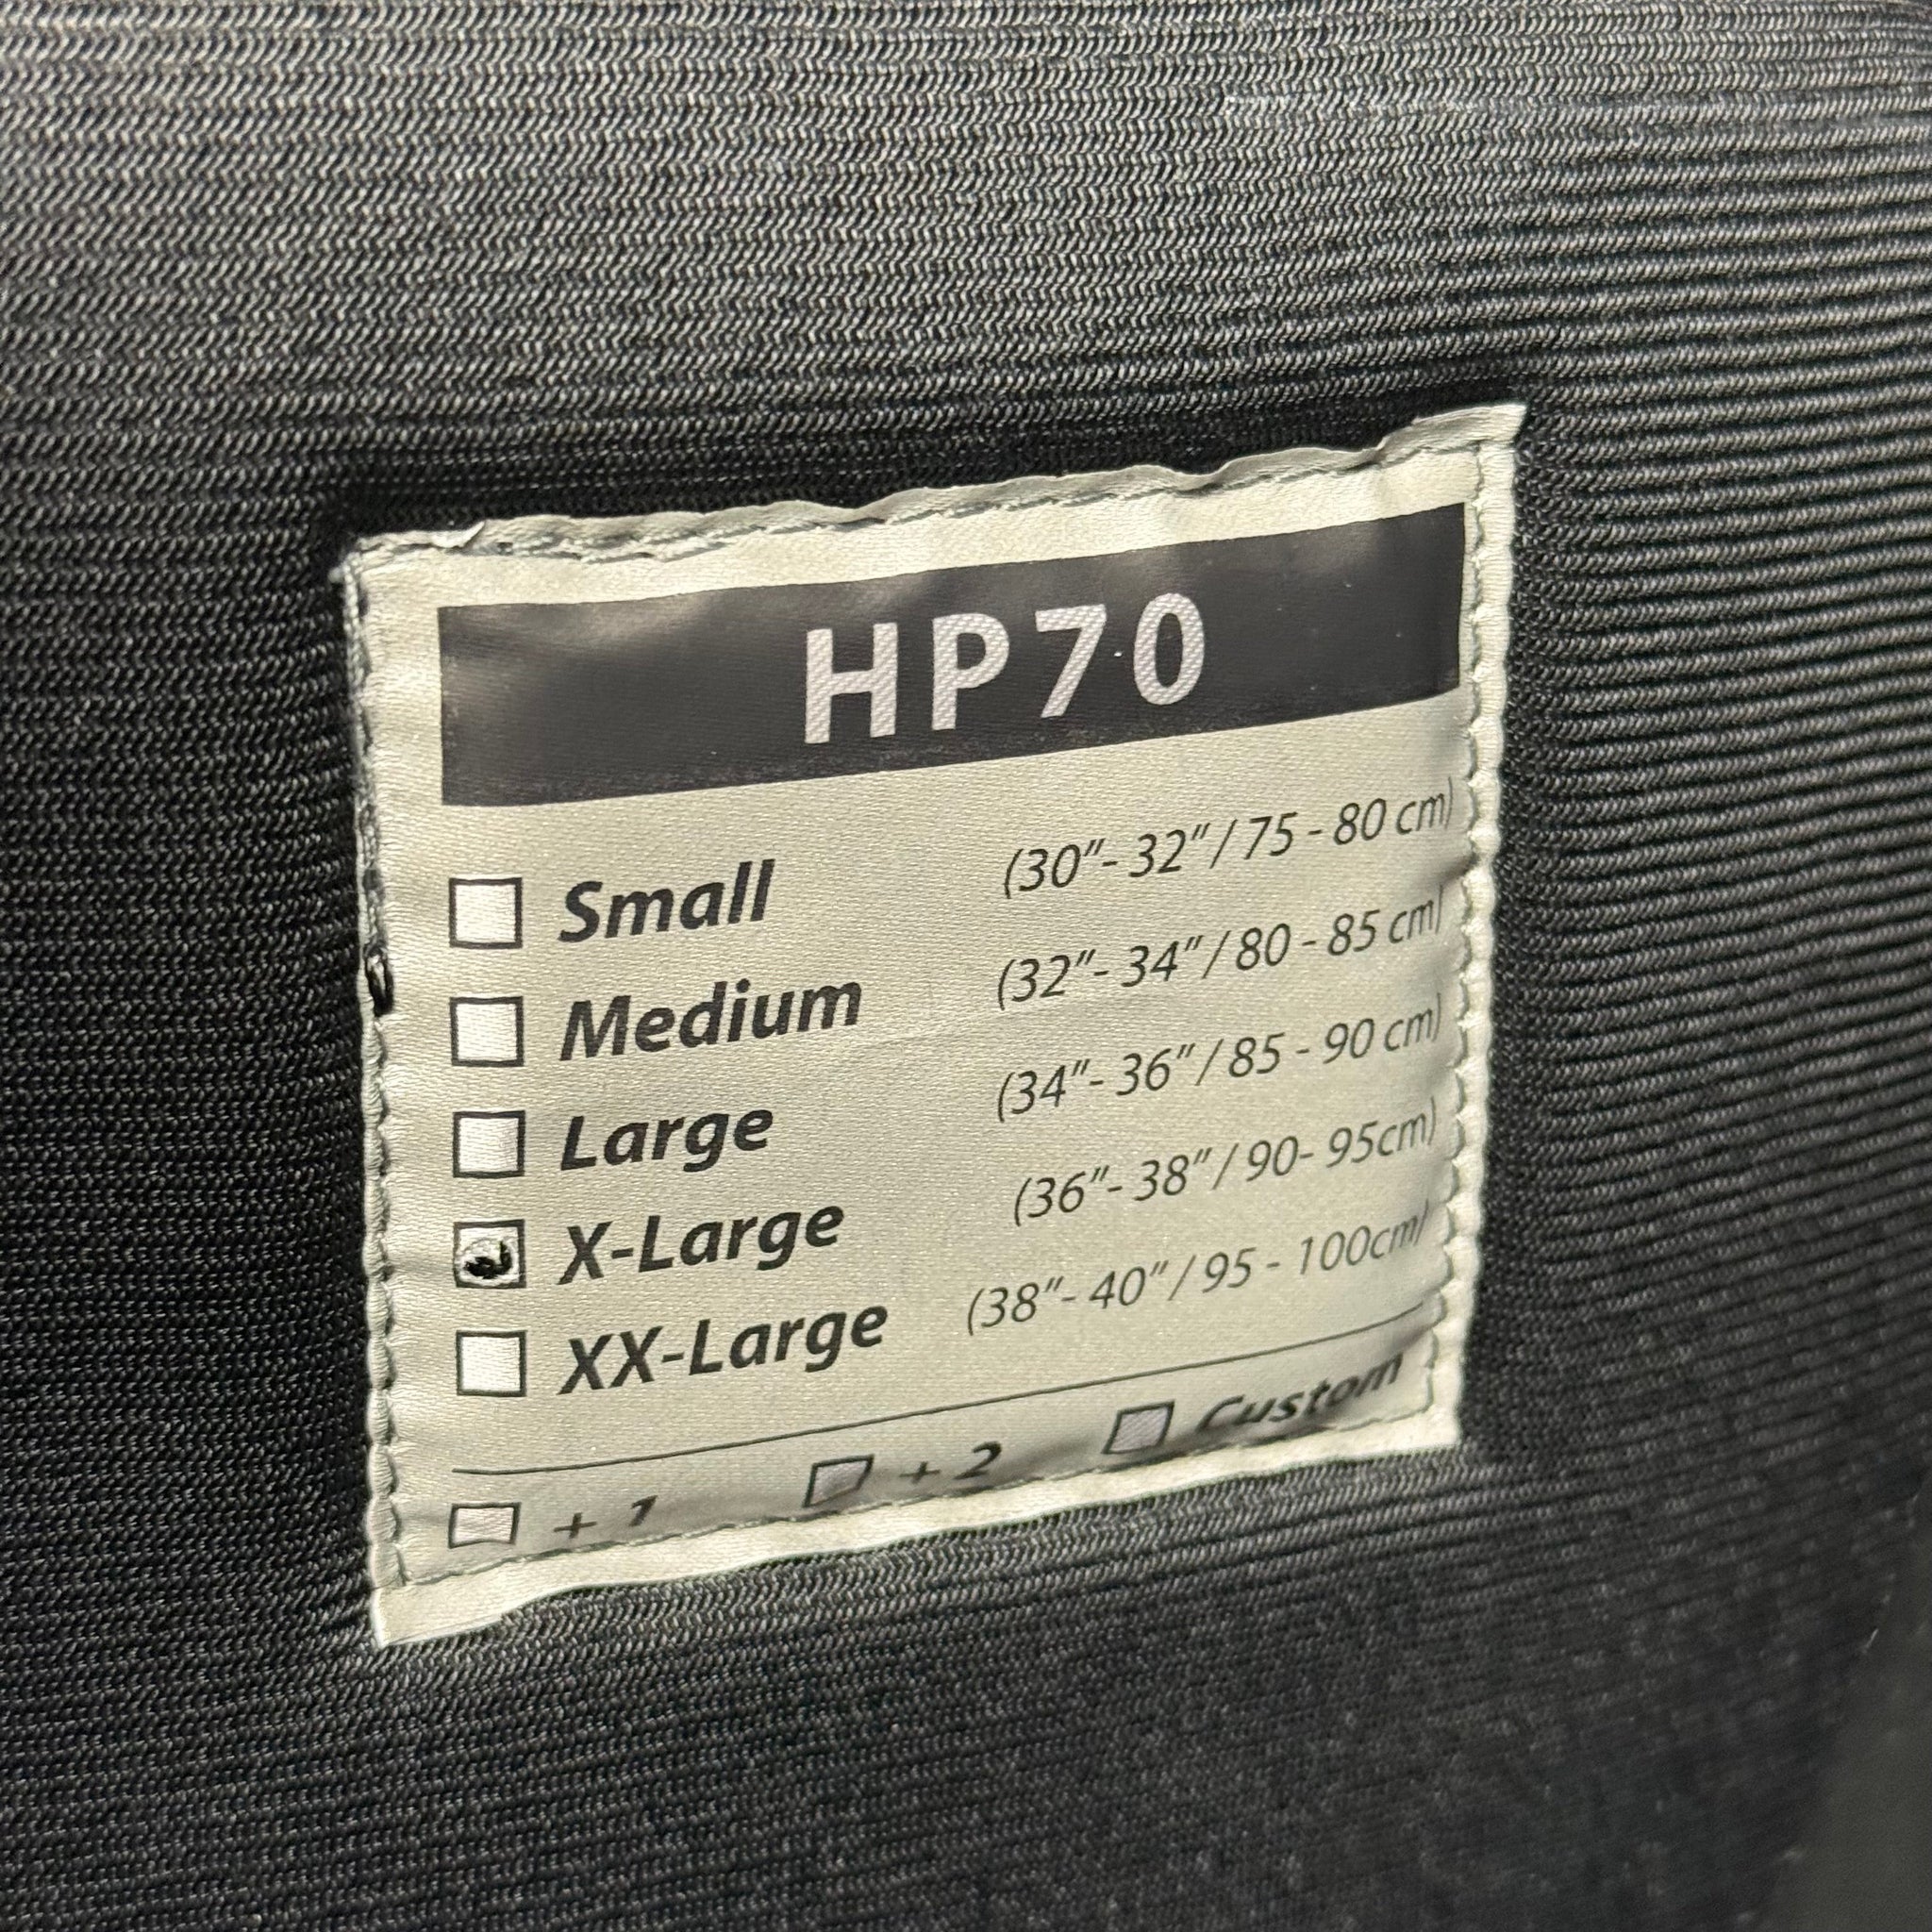 HP70
Small (30"- 32" / 75 - 80 cm)
Medium (32"- 34" / 80 - 85 cm)
Large (34"- 36" / 85 - 90 cm)
X-Large (36"- 38" / 90- 95cm)
XX-Large (38"- 40" / 95 - 100cm)
+ 1 + 2 Custom